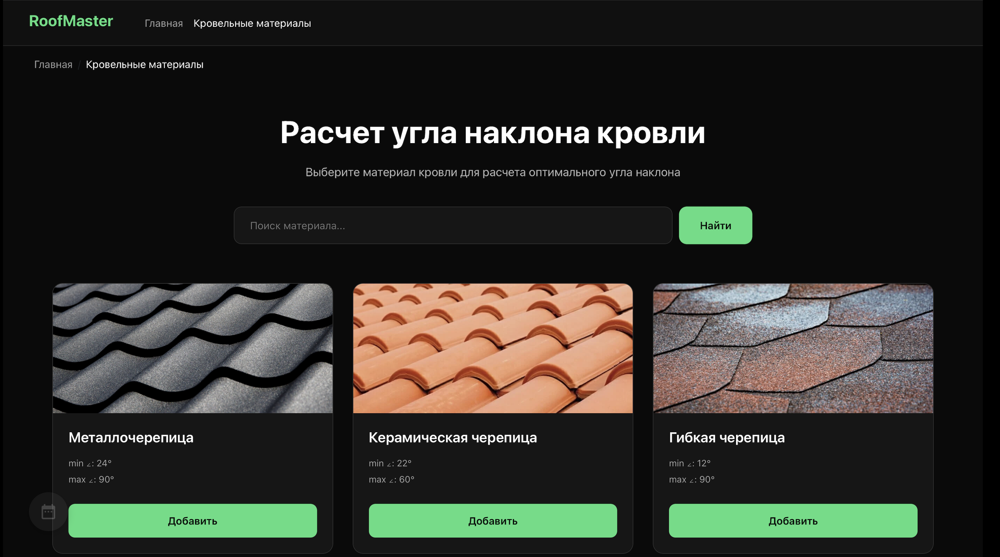 RoofMaster
Главная
Кровельные материалы
Главная / Кровельные материалы
Расчет угла наклона кровли
Выберите материал кровли для расчета оптимального угла наклона
Поиск материала...
Найти
Металлочерепица
min ∠: 24°
max ∠: 90°
Добавить
Керамическая черепица
min ∠: 22°
max ∠: 60°
Добавить
Гибкая черепица
min ∠: 12°
max ∠: 90°
Добавить